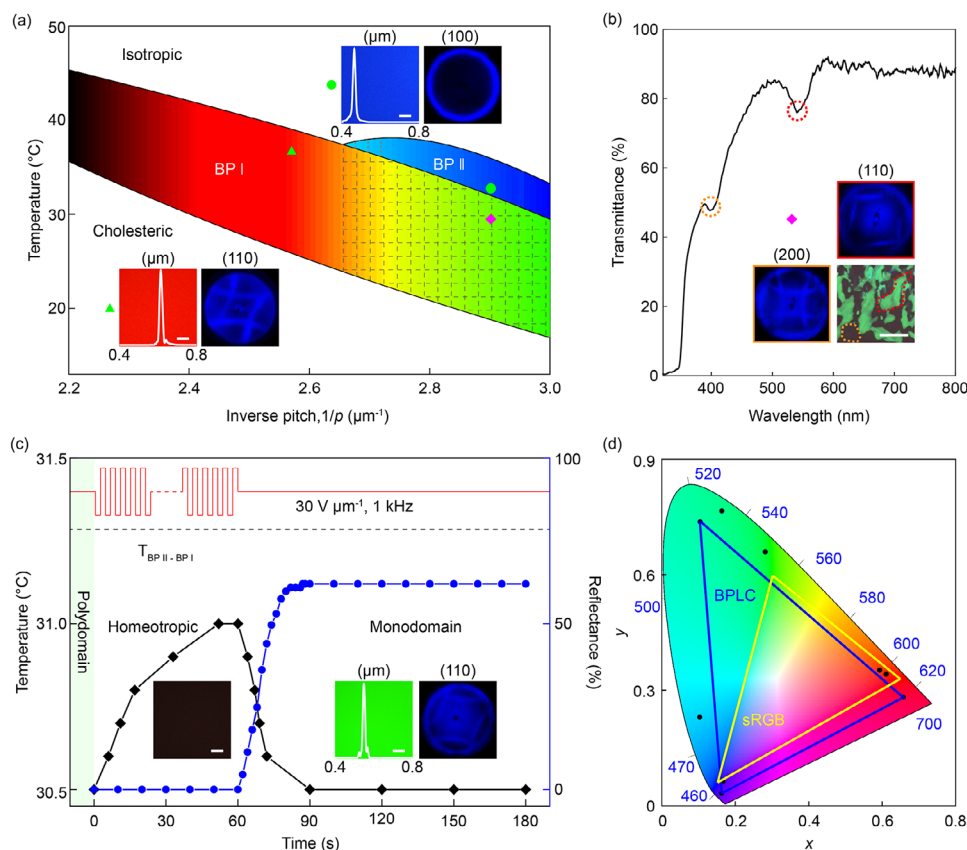 (a)
50
40
30
20
Temperature (°C)
2.2
2.4
2.6
2.8
3.0
Inverse pitch,1/p (μm⁻¹)
Isotropic
BP I
BP Ⅱ
Cholesteric
(μm)
(100)
0.4
0.8
(μm)
(110)
0.4
0.8
(b)
100
80
60
40
20
0
Transmittance (%)
400
500
600
700
800
Wavelength (nm)
(110)
(200)
(c)
31.5
31.0
30.5
Temperature (°C)
100
50
0
Reflectance (%)
0
30
60
90
120
150
180
Time (s)
30 V μm⁻¹, 1 kHz
T BP II - BP I
Polydomain
Homeotropic
Monodomain
(μm)
(110)
0.4
0.8
(d)
0.9
0.6
0.3
0
y
0
0.2
0.4
0.6
0.8
x
520
540
560
580
600
620
700
500
470
460
BPLC
sRGB